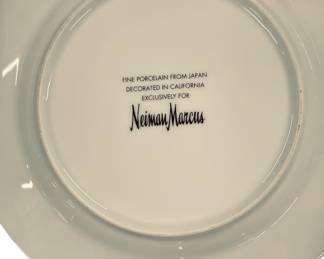 FINE PORCELAIN FROM JAPAN
DECORATED IN CALIFORNIA
EXCLUSIVELY FOR
Neiman Marcus